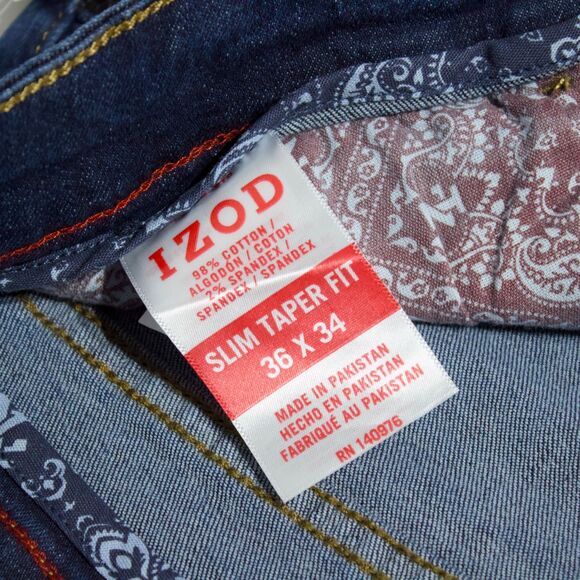 IZOD
98% COTTON/
ALGODON / COTON
2% SPANDEX /
SPANDEX / SPANDEX
SLIM TAPER FIT
36 X 34
MADE IN PAKISTAN
HECHO EN PAKISTAN
FABRIQUÉ AU PAKISTAN
RN 140976